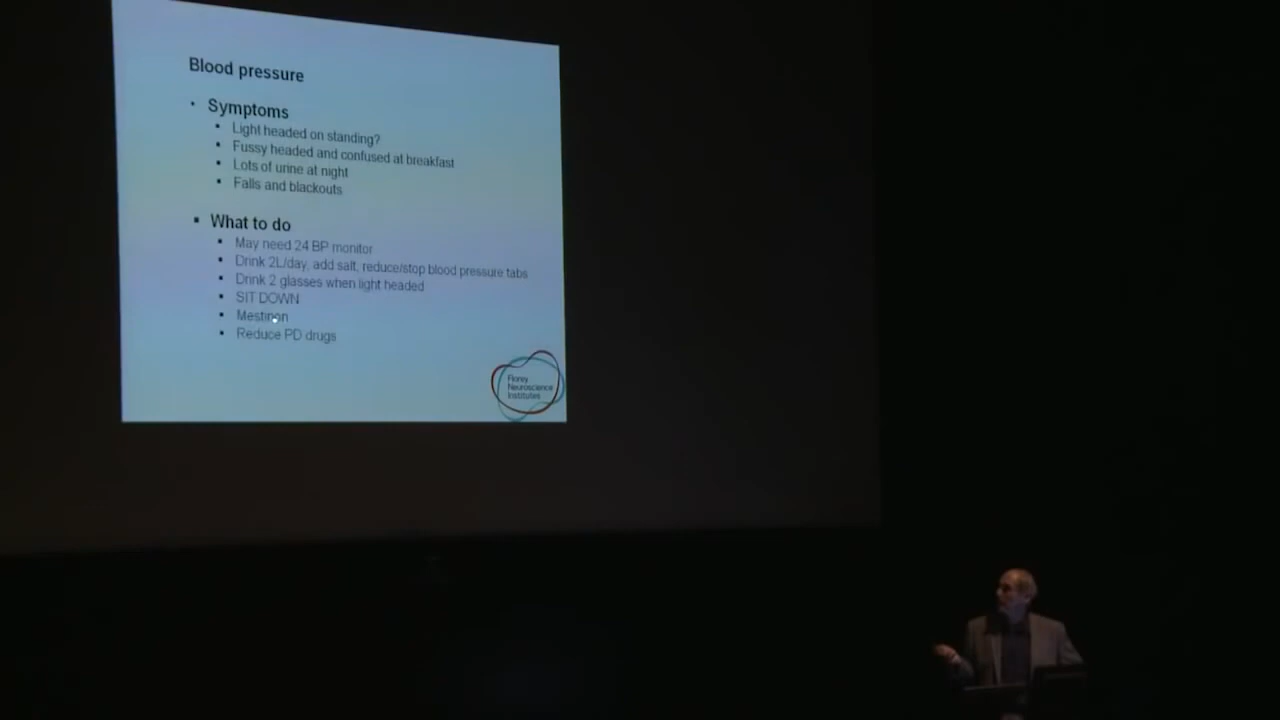 Blood pressure
• Symptoms
▪ Light headed on standing?
▪ Fussy headed and confused at breakfast
▪ Lots of urine at night
▪ Falls and blackouts
▪ What to do
▪ May need 24 BP monitor
▪ Drink 2L/day, add salt, reduce/stop blood pressure tabs
▪ Drink 2 glasses when light headed
▪ SIT DOWN
▪ Mestinon
▪ Reduce PD drugs
Florey
Neuroscience
Institutes